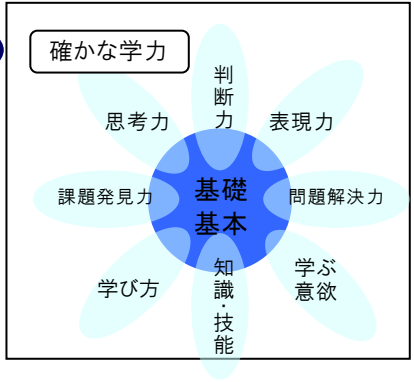 確かな学力
判断力
思考力
表現力
課題発見力
基礎
基本
問題解決力
学び方
知識・技能
学ぶ
意欲